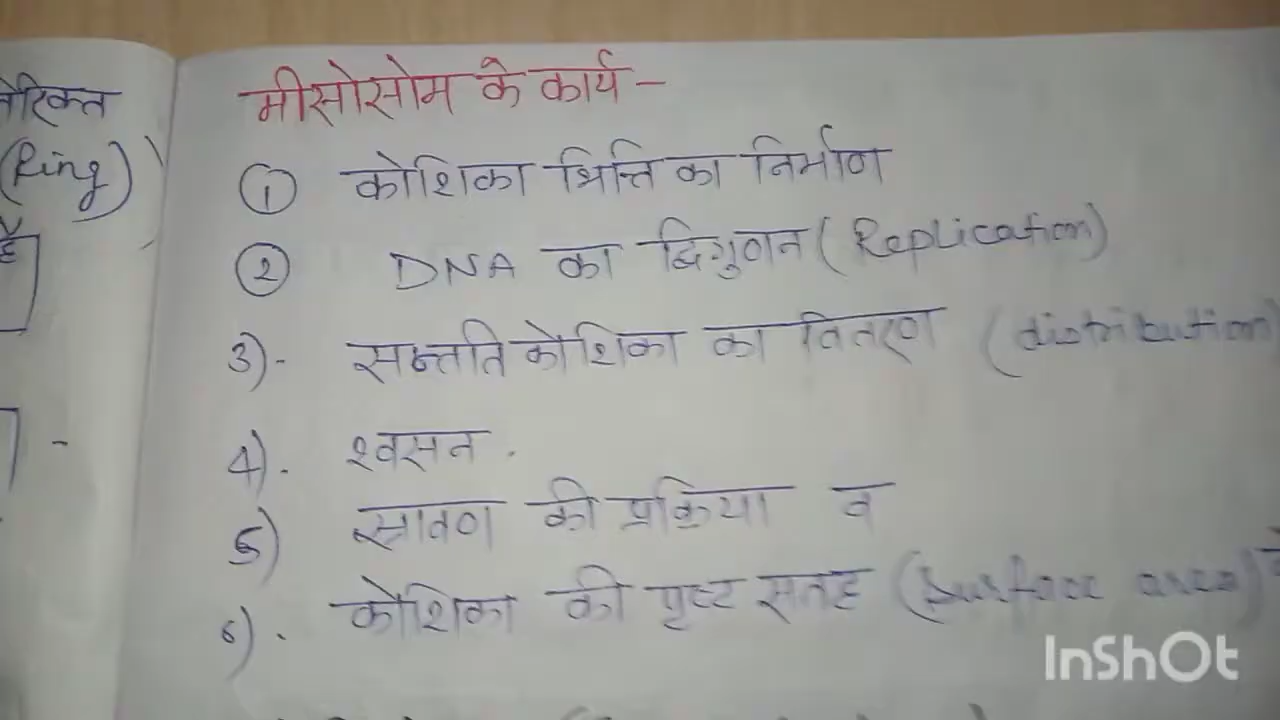 मीसोसोम के कार्य –
① कोशिका भित्ति का निर्माण
② DNA का द्विगुणन (Replication)
3)- सन्तति कोशिका का वितरण (distribution)
4). श्वसन .
5) स्रावण की प्रक्रिया व
6). कोशिका की पृष्ट सतह (Surface area)
(Ring)
है
InShOt